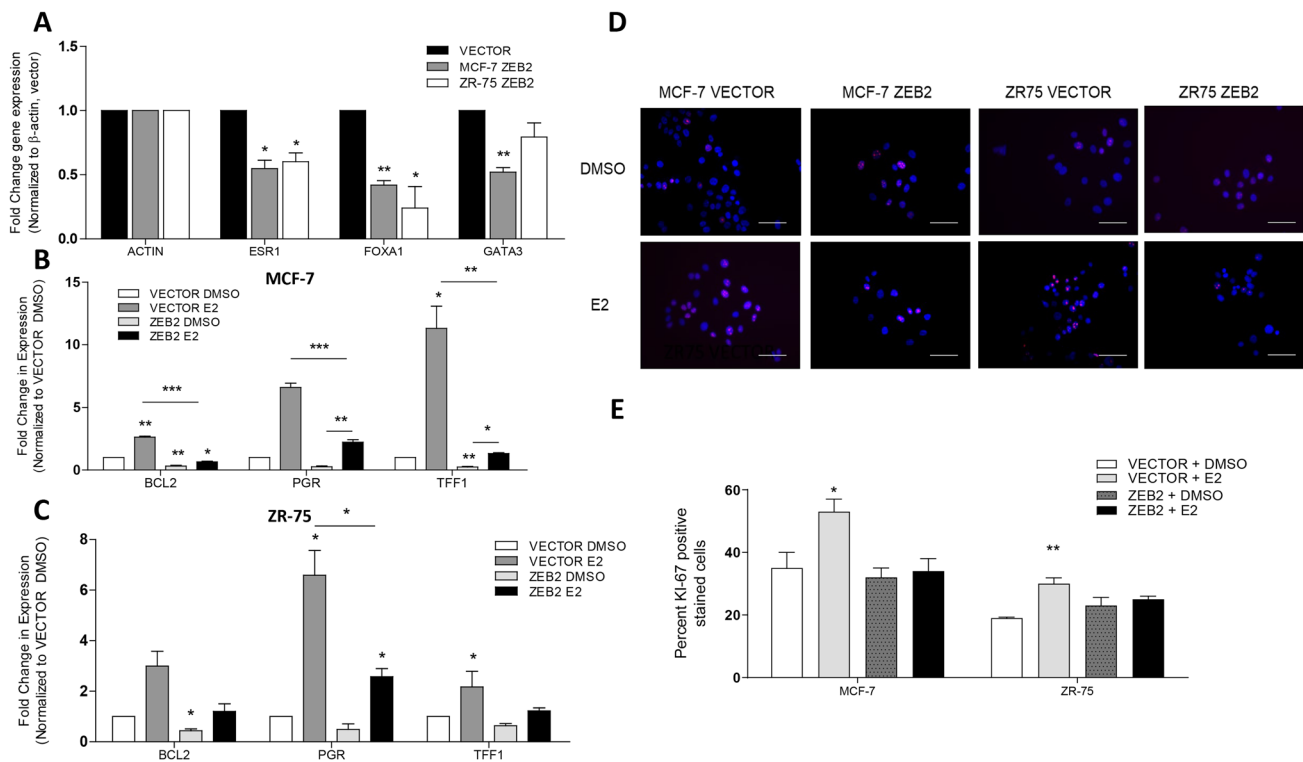 A
Fold Change gene expression
(Normalized to β-actin, vector)
1.5
1.0
0.5
0.0
VECTOR
MCF-7 ZEB2
ZR-75 ZEB2
*
*
**
*
**
ACTIN
ESR1
FOXA1
GATA3
B
MCF-7
Fold Change in Expression
(Normalized to VECTOR DMSO)
15
10
5
0
VECTOR DMSO
VECTOR E2
ZEB2 DMSO
ZEB2 E2
***
**
**
*
***
**
**
*
*
**
BCL2
PGR
TFF1
C
ZR-75
Fold Change in Expression
(Normalized to VECTOR DMSO)
8
6
4
2
0
VECTOR DMSO
VECTOR E2
ZEB2 DMSO
ZEB2 E2
*
*
*
*
*
BCL2
PGR
TFF1
D
MCF-7 VECTOR
MCF-7 ZEB2
ZR75 VECTOR
ZR75 ZEB2
DMSO
E2
ZR75 VECTOR
E
Percent KI-67 positive
stained cells
60
40
20
0
VECTOR + DMSO
VECTOR + E2
ZEB2 + DMSO
ZEB2 + E2
*
**
MCF-7
ZR-75